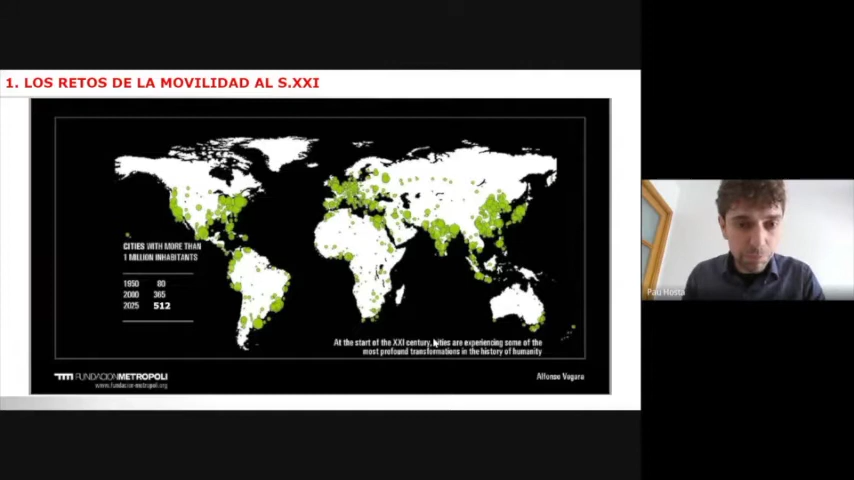 1. LOS RETOS DE LA MOVILIDAD AL S.XXI
CITIES WITH MORE THAN
1 MILLION INHABITANTS
1950 80
2000 365
2025 512
At the start of the XXI century, cities are experiencing some of the
most profound transformations in the history of humanity
FUNDACIONMETROPOLI
www.fundacion-metropoli.org
Alfonso Vegara
Pau Hosta